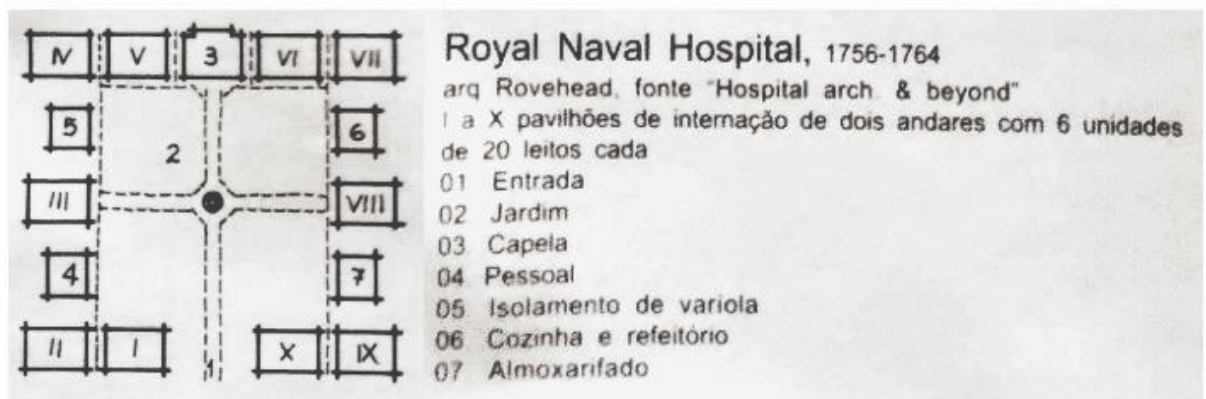 IV V 3 VI VII
5 6
2
III VIII
4 7
II I X IX
1
Royal Naval Hospital, 1756-1764
arq Rovehead, fonte "Hospital arch. & beyond"
I a X pavilhões de internação de dois andares com 6 unidades
de 20 leitos cada
01 Entrada
02 Jardim
03 Capela
04 Pessoal
05 Isolamento de variola
06 Cozinha e refeitório
07 Almoxarifado